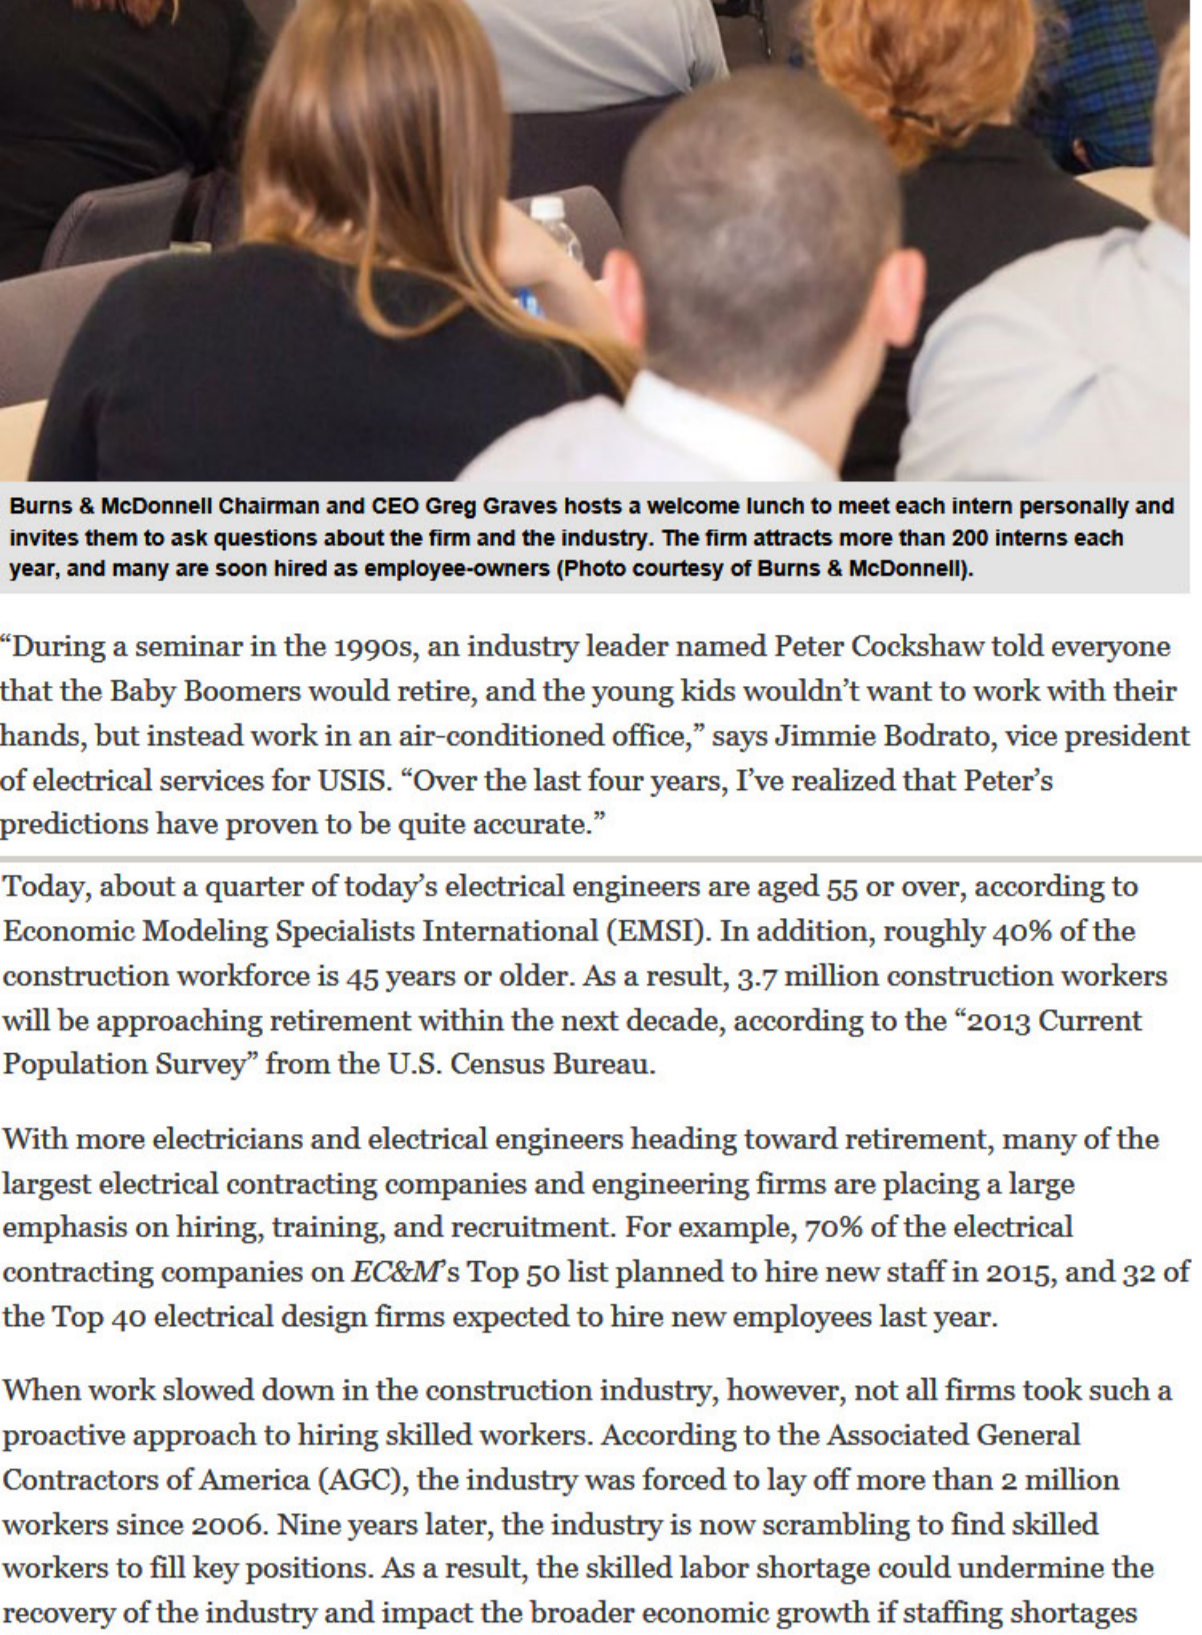 Burns & McDonnell Chairman and CEO Greg Graves hosts a welcome lunch to meet each intern personally and
invites them to ask questions about the firm and the industry. The firm attracts more than 200 interns each
year, and many are soon hired as employee-owners (Photo courtesy of Burns & McDonnell).
“During a seminar in the 1990s, an industry leader named Peter Cockshaw told everyone
that the Baby Boomers would retire, and the young kids wouldn’t want to work with their
hands, but instead work in an air-conditioned office,” says Jimmie Bodrato, vice president
of electrical services for USIS. “Over the last four years, I’ve realized that Peter’s
predictions have proven to be quite accurate.”
Today, about a quarter of today’s electrical engineers are aged 55 or over, according to
Economic Modeling Specialists International (EMSI). In addition, roughly 40% of the
construction workforce is 45 years or older. As a result, 3.7 million construction workers
will be approaching retirement within the next decade, according to the “2013 Current
Population Survey” from the U.S. Census Bureau.
With more electricians and electrical engineers heading toward retirement, many of the
largest electrical contracting companies and engineering firms are placing a large
emphasis on hiring, training, and recruitment. For example, 70% of the electrical
contracting companies on EC&M’s Top 50 list planned to hire new staff in 2015, and 32 of
the Top 40 electrical design firms expected to hire new employees last year.
When work slowed down in the construction industry, however, not all firms took such a
proactive approach to hiring skilled workers. According to the Associated General
Contractors of America (AGC), the industry was forced to lay off more than 2 million
workers since 2006. Nine years later, the industry is now scrambling to find skilled
workers to fill key positions. As a result, the skilled labor shortage could undermine the
recovery of the industry and impact the broader economic growth if staffing shortages